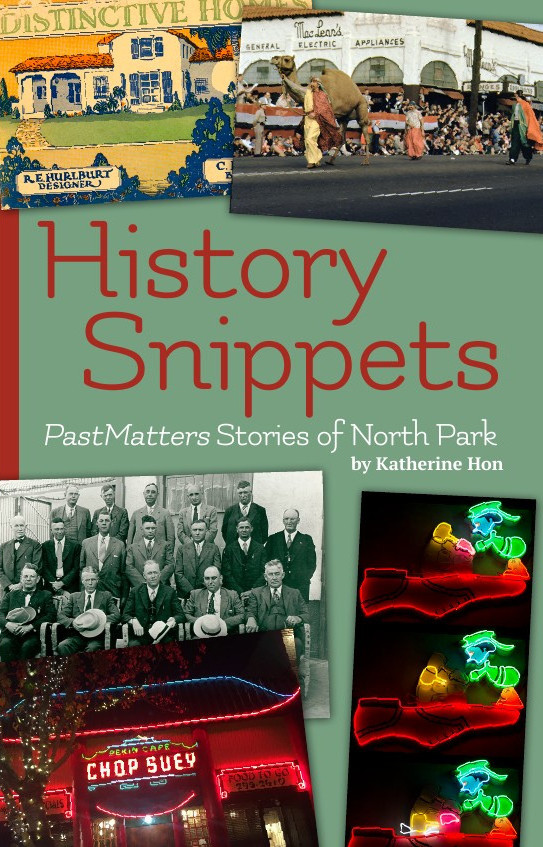 DISTINCTIVE HOMES
R.E. HURLBURT
DESIGNER
C.
MacLean's
GENERAL ELECTRIC APPLIANCES
History
Snippets
PastMatters Stories of North Park
by Katherine Hon
PEKIN CAFE
CHOP SUEY
FOOD TO GO